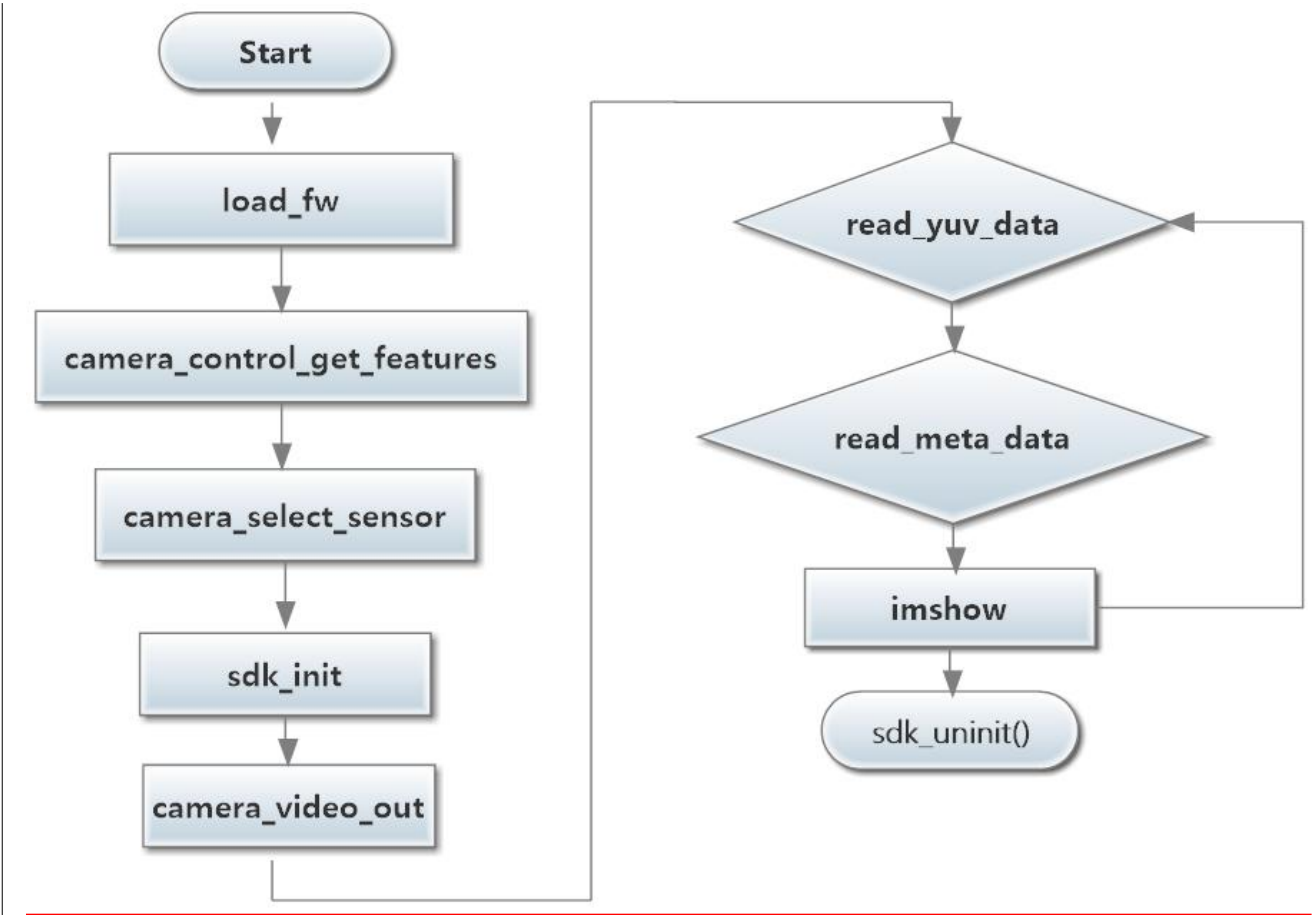 Start
load_fw
camera_control_get_features
camera_select_sensor
sdk_init
camera_video_out
read_yuv_data
read_meta_data
imshow
sdk_uninit()